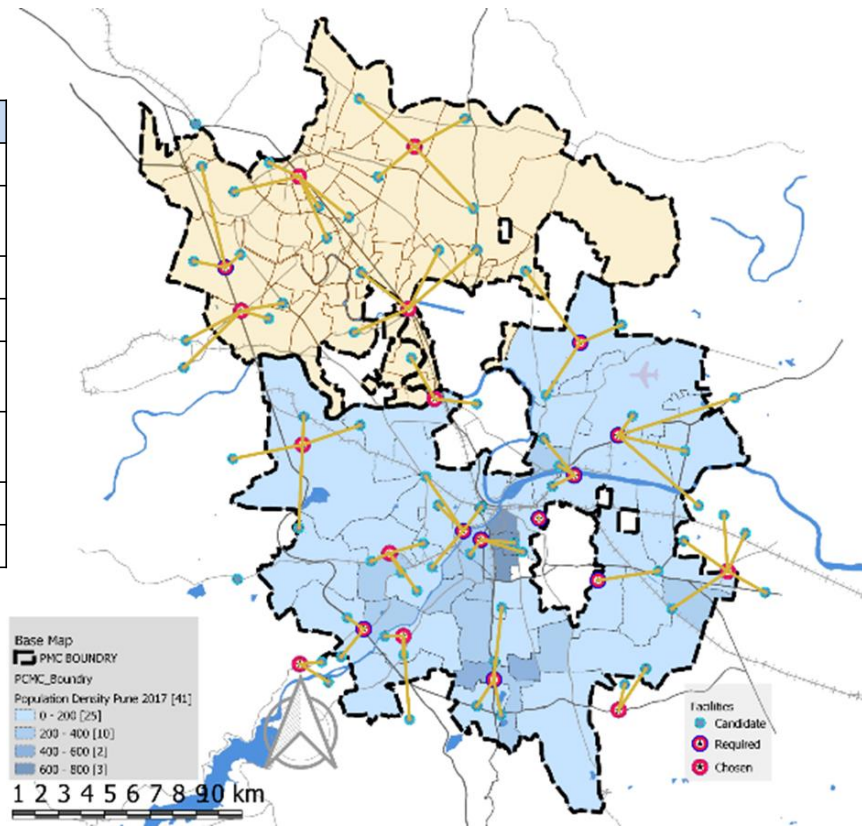 Base Map
PMC BOUNDRY
PCMC_Boundry
Population Density Pune 2017 [41]
0 - 200 [25]
200 - 400 [10]
400 - 600 [2]
600 - 800 [3]
1 2 3 4 5 6 7 8 9 10 km
Facilities
Candidate
Required
Chosen